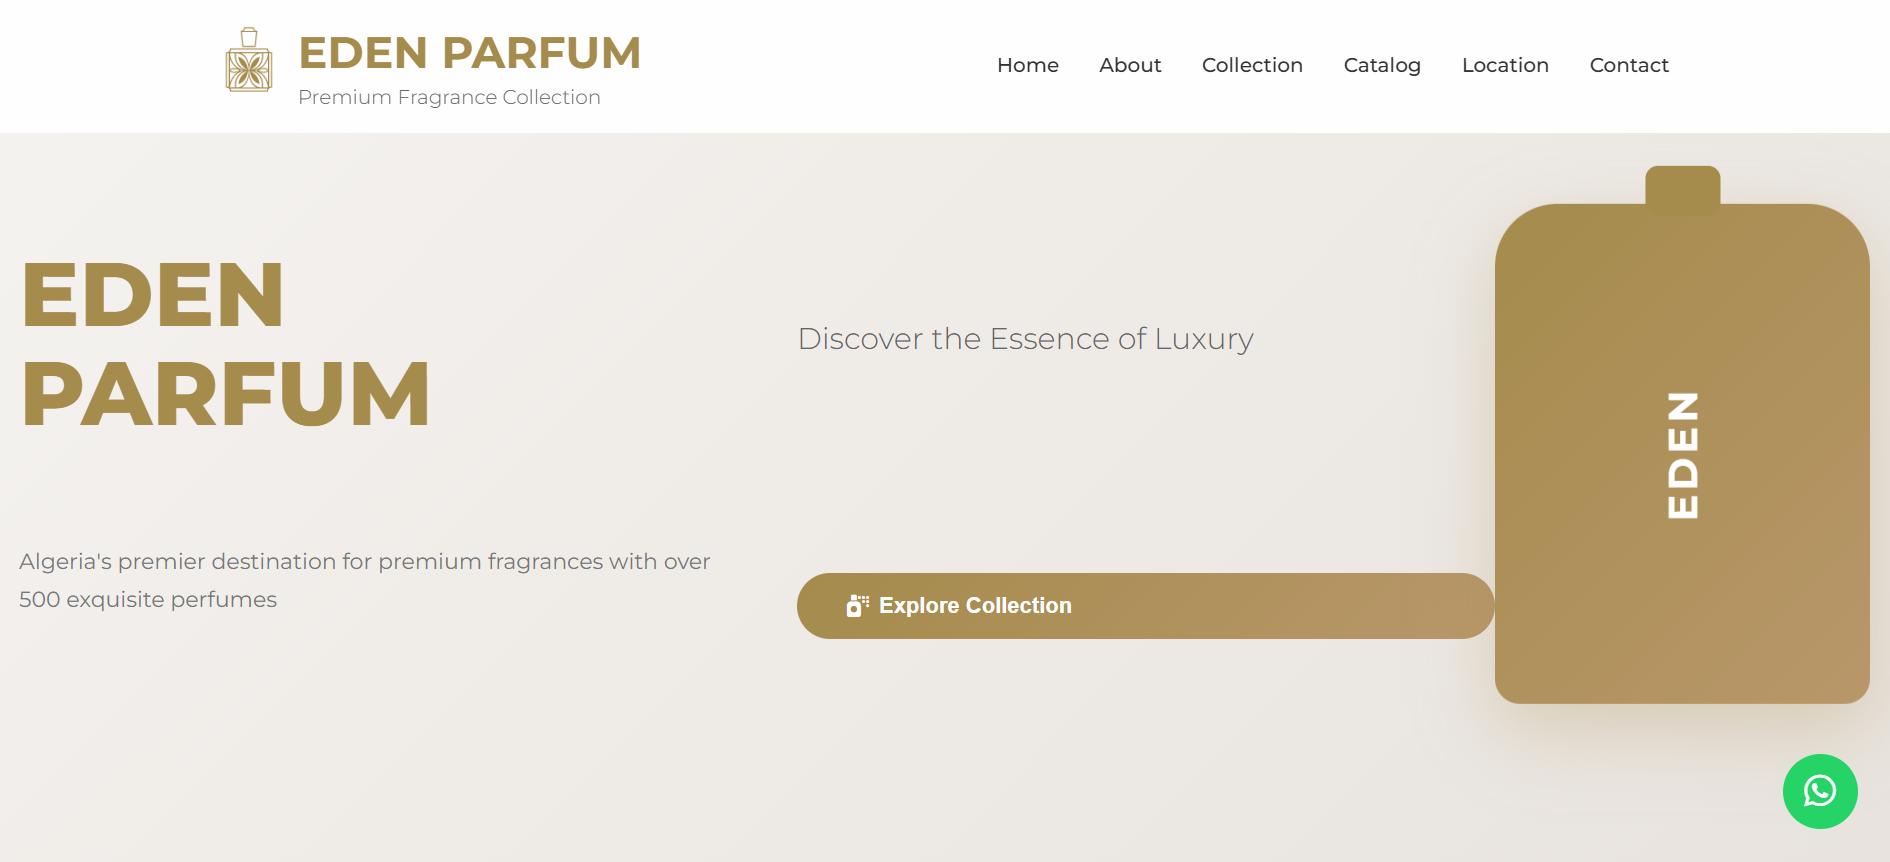 EDEN PARFUM
Premium Fragrance Collection
Home About Collection Catalog Location Contact
EDEN
PARFUM
Discover the Essence of Luxury
Algeria's premier destination for premium fragrances with over
500 exquisite perfumes
Explore Collection
EDEN